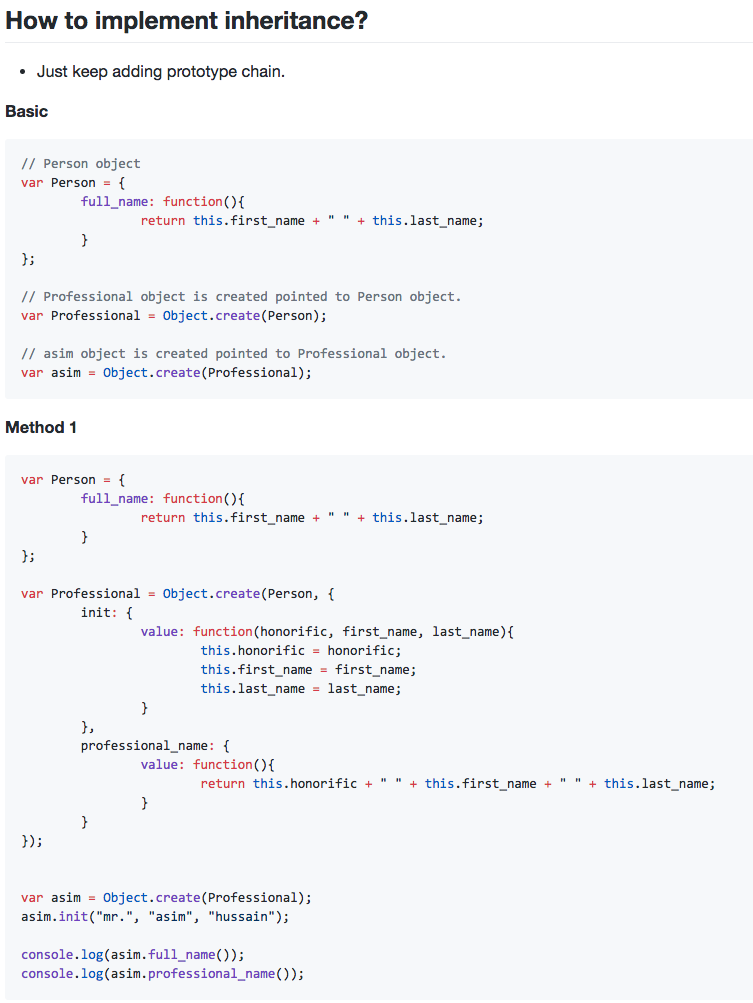 How to implement inheritance?
• Just keep adding prototype chain.
Basic
// Person object
var Person = {
        full_name: function(){
                return this.first_name + " " + this.last_name;
        }
};

// Professional object is created pointed to Person object.
var Professional = Object.create(Person);

// asim object is created pointed to Professional object.
var asim = Object.create(Professional);
Method 1
var Person = {
        full_name: function(){
                return this.first_name + " " + this.last_name;
        }
};

var Professional = Object.create(Person, {
        init: {
                value: function(honorific, first_name, last_name){
                        this.honorific = honorific;
                        this.first_name = first_name;
                        this.last_name = last_name;
                }
        },
        professional_name: {
                value: function(){
                        return this.honorific + " " + this.first_name + " " + this.last_name;
                }
        }
});


var asim = Object.create(Professional);
asim.init("mr.", "asim", "hussain");

console.log(asim.full_name());
console.log(asim.professional_name());